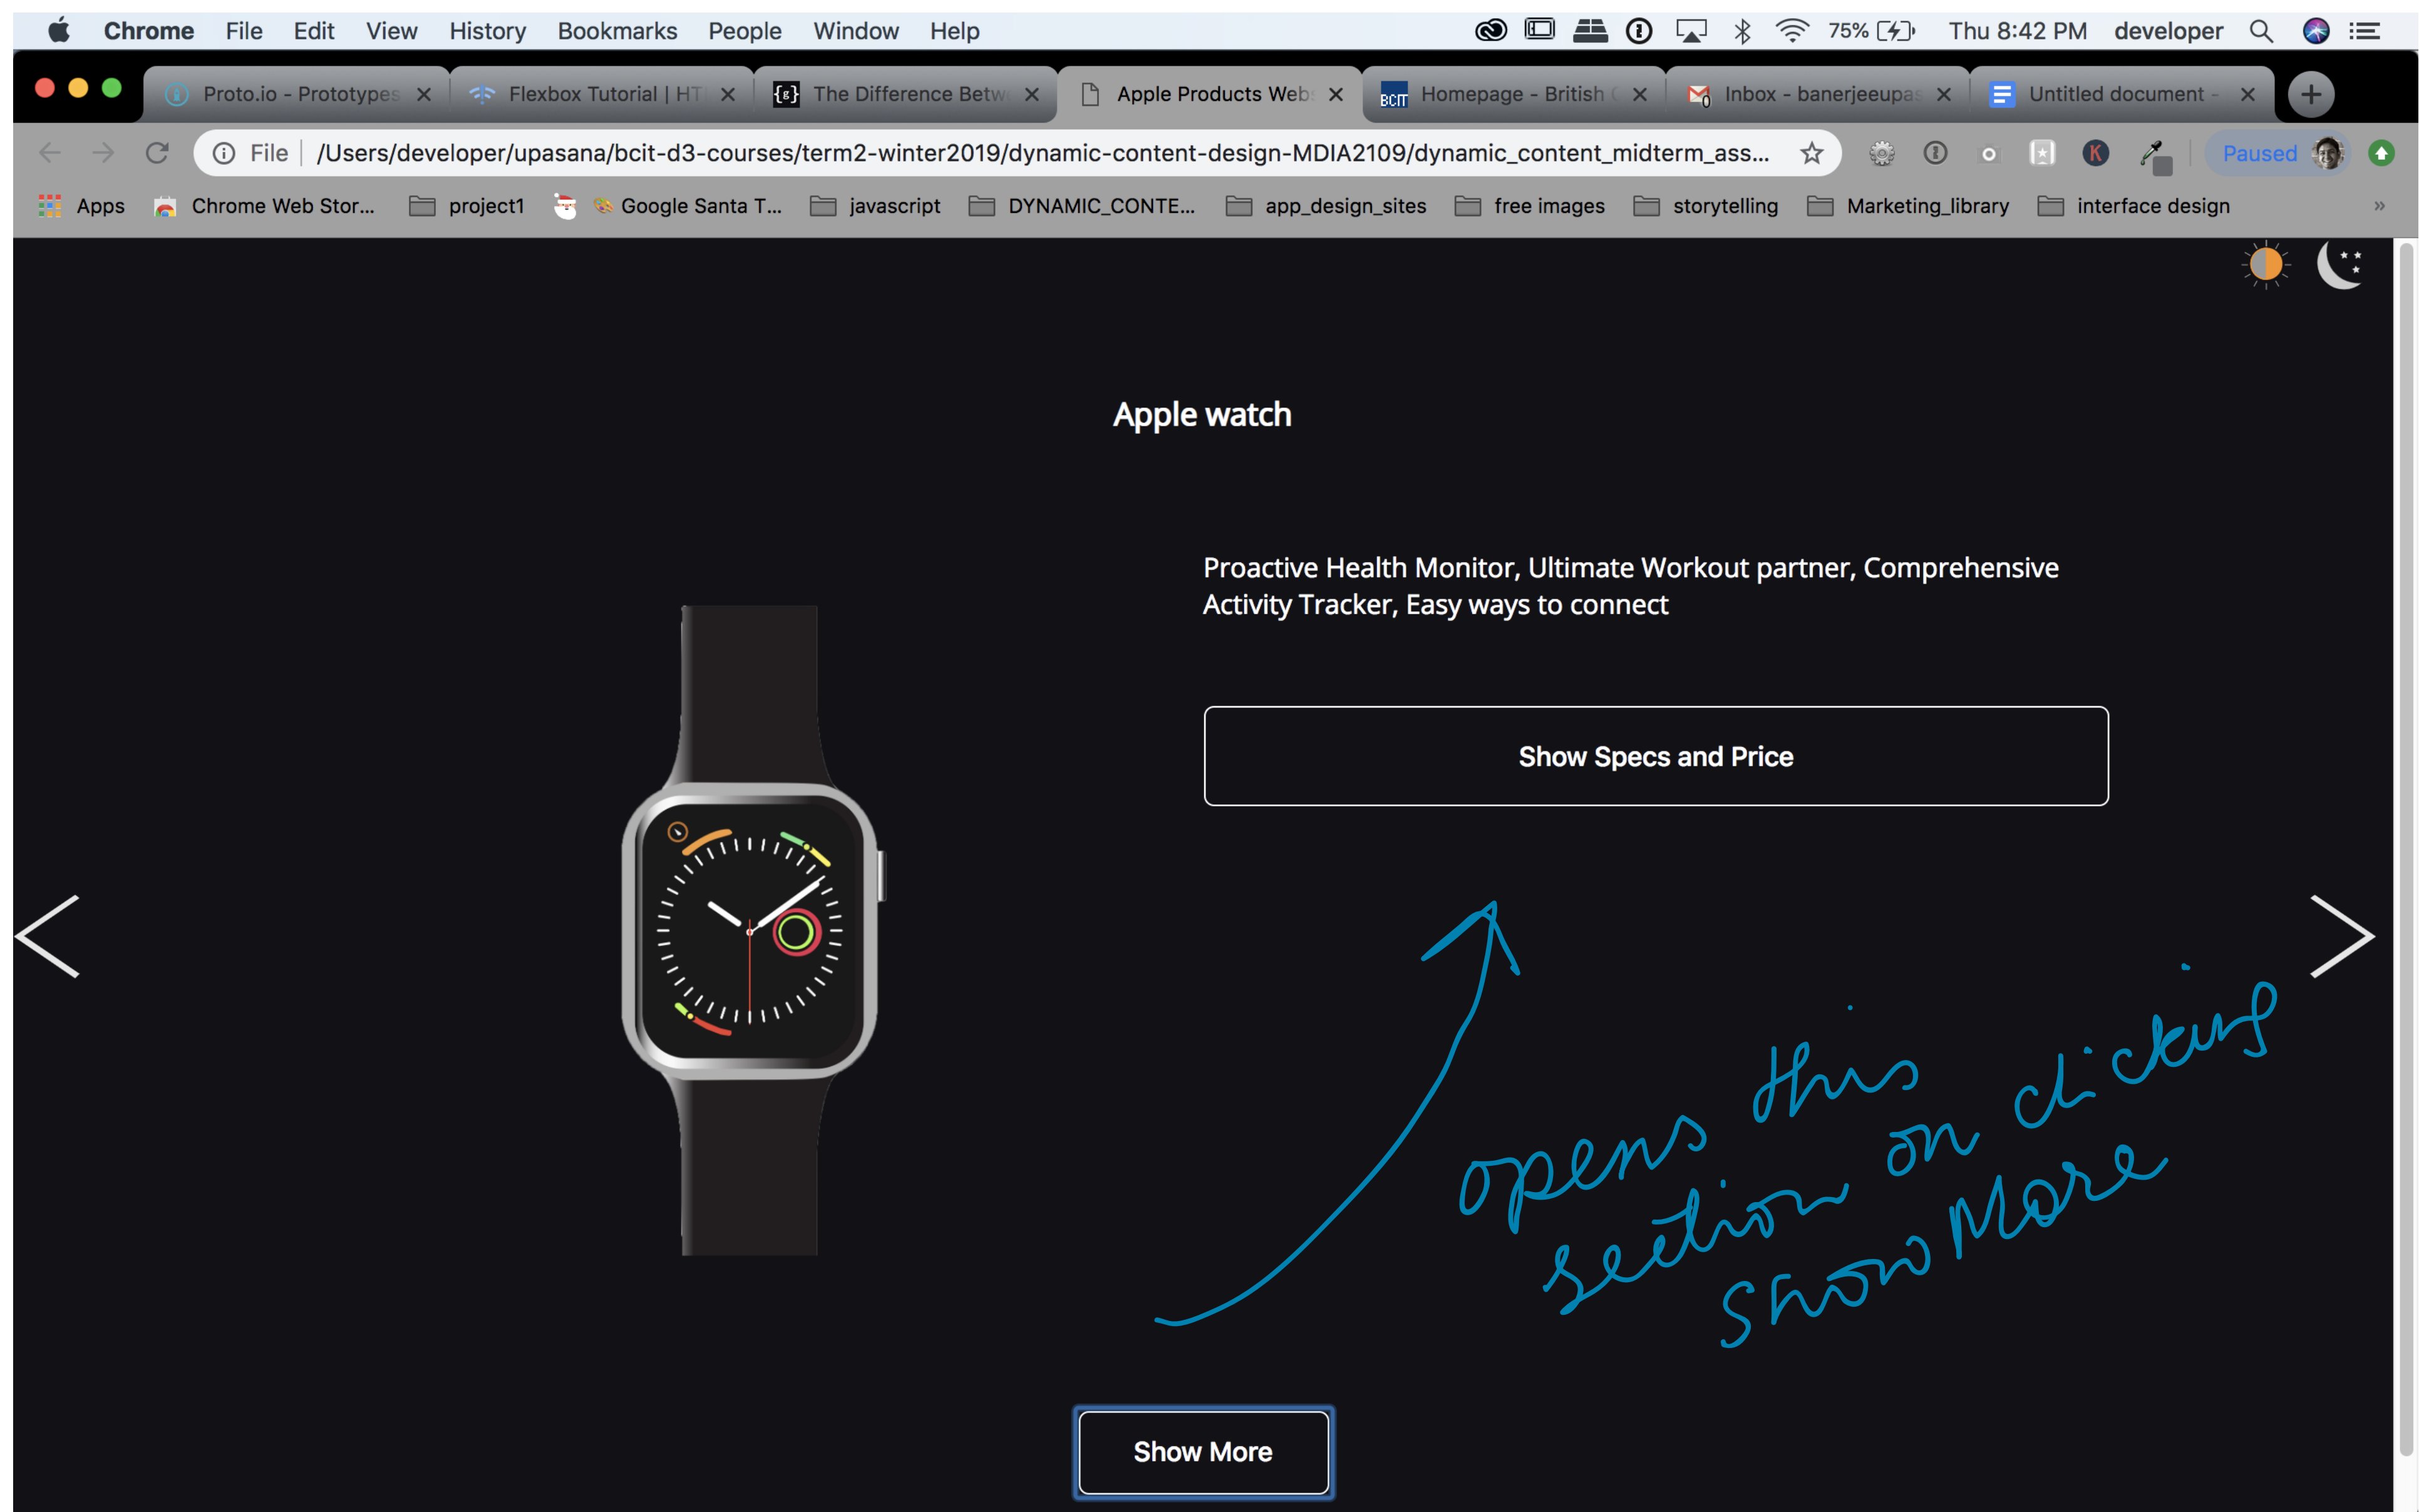 Chrome File Edit View History Bookmarks People Window Help 75% Thu 8:42 PM developer
Proto.io - Prototypes Flexbox Tutorial | HT {g} The Difference Betw Apple Products Web BCIT Homepage - British Inbox - banerjeeupas Untitled document -
File /Users/developer/upasana/bcit-d3-courses/term2-winter2019/dynamic-content-design-MDIA2109/dynamic_content_midterm_ass... K Paused
Apps Chrome Web Stor... project1 Google Santa T... javascript DYNAMIC_CONTE... app_design_sites free images storytelling Marketing_library interface design »
Apple watch
Proactive Health Monitor, Ultimate Workout partner, Comprehensive
Activity Tracker, Easy ways to connect
Show Specs and Price
opens this
section on clicking
Show More
Show More